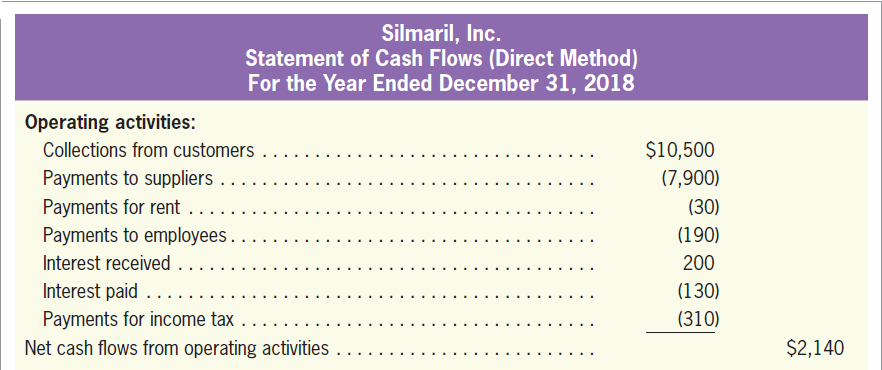 Silmaril, Inc.
Statement of Cash Flows (Direct Method)
For the Year Ended December 31, 2018
Operating activities:
Collections from customers . . . . . . . . . . . . . . . . . . . . . . . . . . . . . . . . $10,500
Payments to suppliers . . . . . . . . . . . . . . . . . . . . . . . . . . . . . . . . . . . . (7,900)
Payments for rent . . . . . . . . . . . . . . . . . . . . . . . . . . . . . . . . . . . . . . . (30)
Payments to employees . . . . . . . . . . . . . . . . . . . . . . . . . . . . . . . . . . . (190)
Interest received . . . . . . . . . . . . . . . . . . . . . . . . . . . . . . . . . . . . . . . . 200
Interest paid . . . . . . . . . . . . . . . . . . . . . . . . . . . . . . . . . . . . . . . . . . . (130)
Payments for income tax . . . . . . . . . . . . . . . . . . . . . . . . . . . . . . . . . . (310)
Net cash flows from operating activities . . . . . . . . . . . . . . . . . . . . . . . . . $2,140